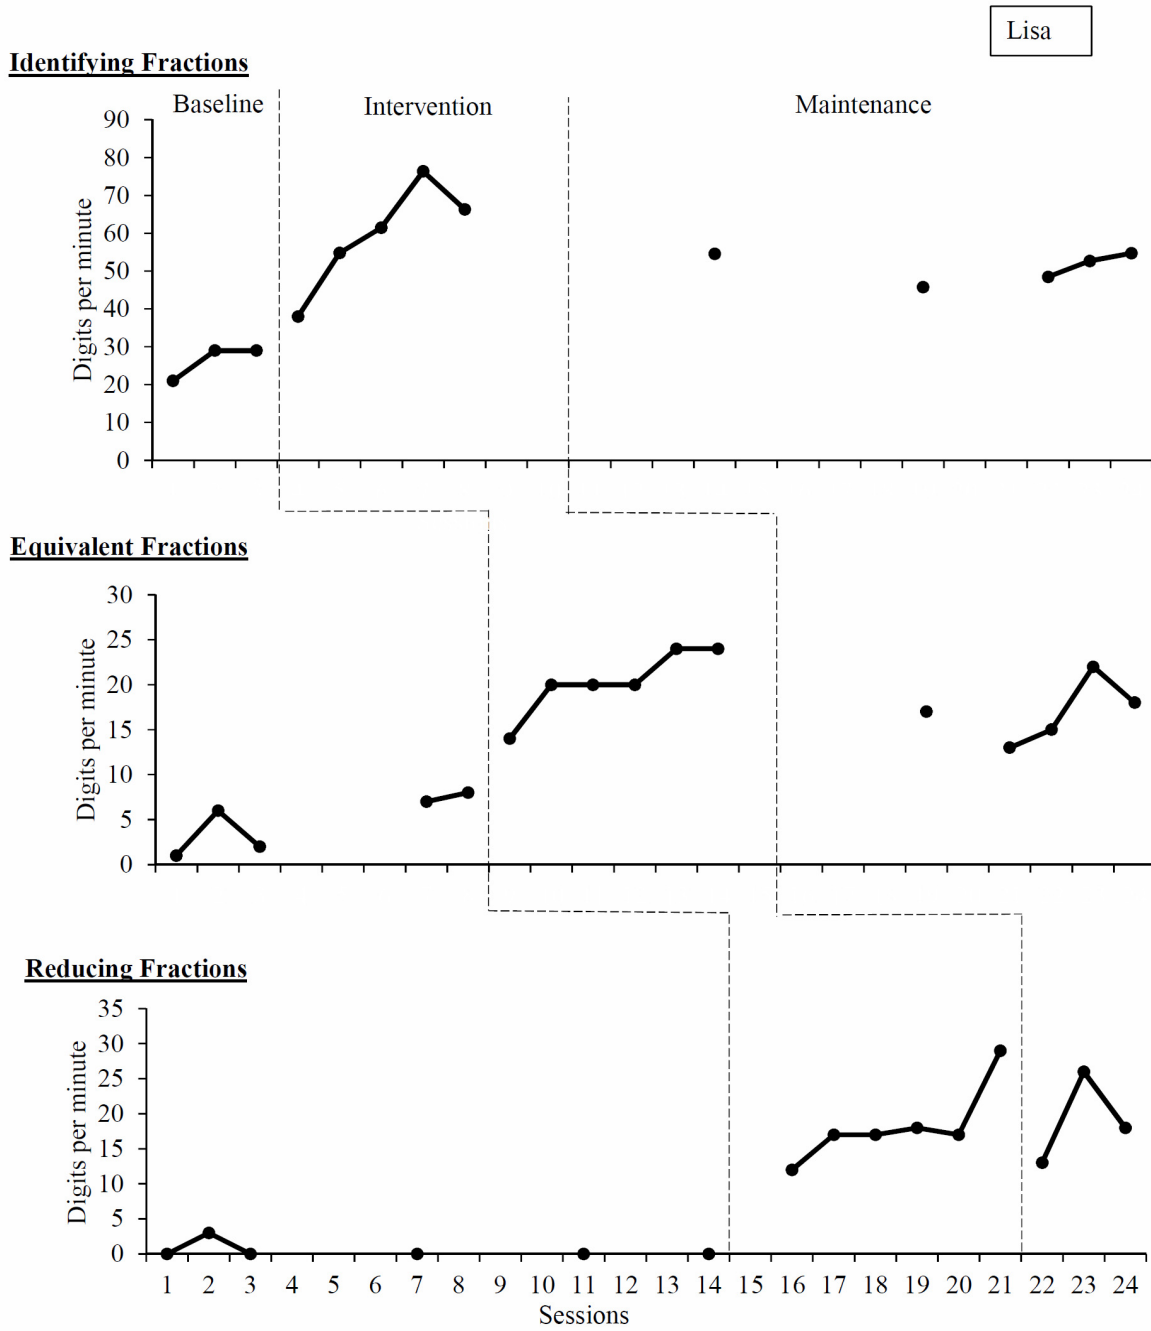 Lisa
Identifying Fractions
Baseline
Intervention
Maintenance
90
80
70
60
50
40
30
20
10
0
Digits per minute
Equivalent Fractions
30
25
20
15
10
5
0
Digits per minute
Reducing Fractions
35
30
25
20
15
10
5
0
Digits per minute
1 2 3 4 5 6 7 8 9 10 11 12 13 14 15 16 17 18 19 20 21 22 23 24
Sessions